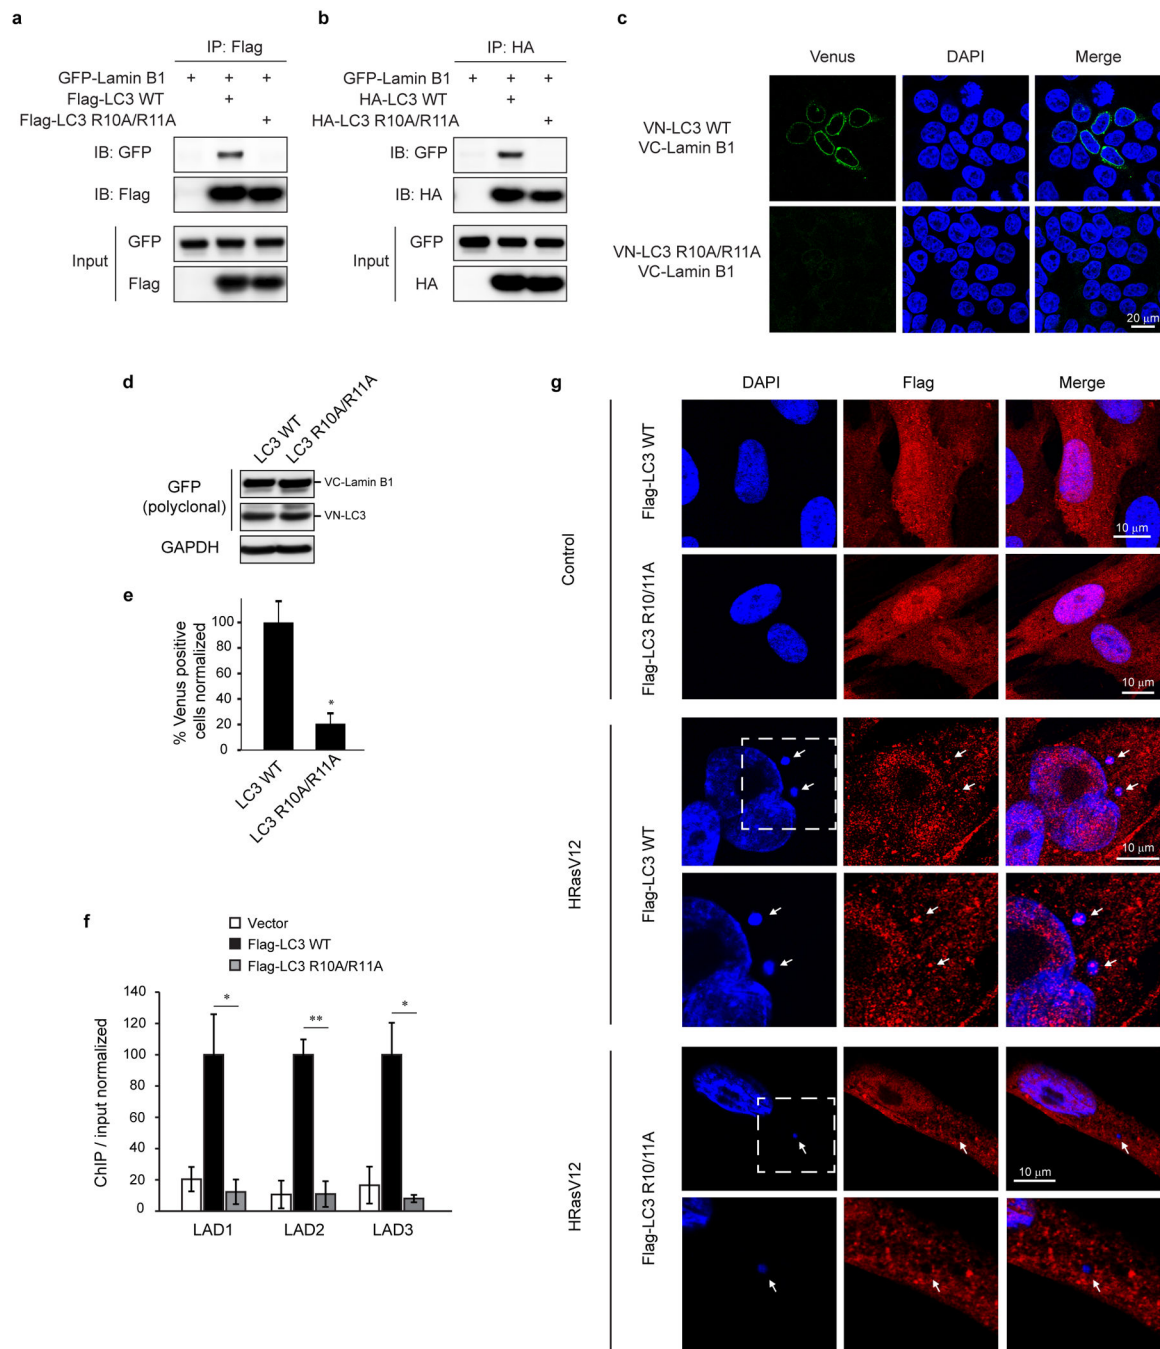 a
IP: Flag
GFP-Lamin B1 + + +
Flag-LC3 WT +
Flag-LC3 R10A/R11A +
IB: GFP
IB: Flag
Input
GFP
Flag
b
IP: HA
GFP-Lamin B1 + + +
HA-LC3 WT +
HA-LC3 R10A/R11A +
IB: GFP
IB: HA
Input
GFP
HA
c
Venus DAPI Merge
VN-LC3 WT
VC-Lamin B1
VN-LC3 R10A/R11A
VC-Lamin B1
20 μm
d
LC3 WT
LC3 R10A/R11A
GFP
(polyclonal)
VC-Lamin B1
VN-LC3
GAPDH
e
% Venus positive
cells normalized
100
80
60
40
20
0
*
LC3 WT
LC3 R10A/R11A
f
Vector
Flag-LC3 WT
Flag-LC3 R10A/R11A
ChIP / input normalized
140
120
100
80
60
40
20
0
* ** *
LAD1 LAD2 LAD3
g
DAPI Flag Merge
Control
Flag-LC3 WT
10 μm
Flag-LC3 R10/11A
10 μm
HRasV12
Flag-LC3 WT
10 μm
HRasV12
Flag-LC3 R10/11A
10 μm